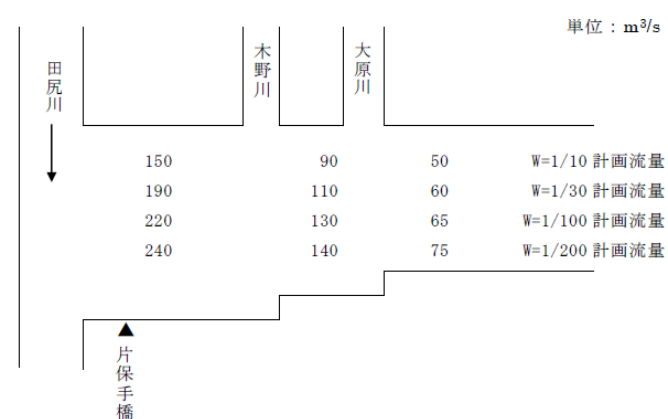 単位：m³/s
田尻川
木野川
大原川
150 90 50 W=1/10 計画流量
190 110 60 W=1/30 計画流量
220 130 65 W=1/100 計画流量
240 140 75 W=1/200 計画流量
片保手橋